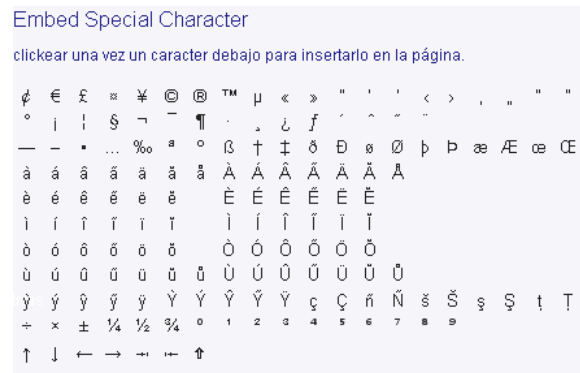 Embed Special Character
clickear una vez un caracter debajo para insertarlo en la página.
¢ € £ ¤ ¥ © ® ™ µ « » " ' ' ‹ › ‚ „ " "
° ¡ ¦ § ¬ ¯ ¶ · ¸ ¿ ƒ ´ ˆ ˜ ¨
— – • … ‰ ª º ß † ‡ ð Ð ø Ø þ Þ æ Æ œ Œ
à á â ã ä ă å À Á Â Ã Ä Ă Å
è é ê ë ĕ È É Ê Ë Ĕ
ì í î ï ĭ Ì Í Î Ï Ĭ
ò ó ô ő ö ŏ Ò Ó Ô Ő Ö Ŏ
ù ú û ű ü ŭ ů Ù Ú Û Ű Ü Ŭ Ů
ỳ ý ŷ ÿ Ỳ Ý Ŷ Ÿ ç Ç ñ Ñ š Š ş Ş ţ Ţ
÷ × ± ¼ ½ ¾ ⁰ ¹ ² ³ ⁴ ⁵ ⁶ ⁷ ⁸ ⁹
↑ ↓ ← → ⇑